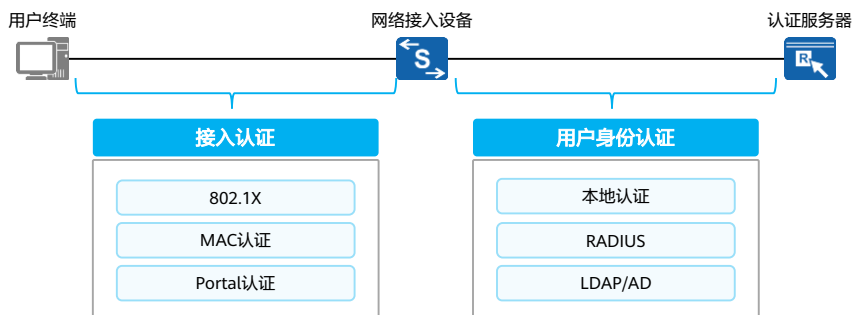 用户终端
网络接入设备
认证服务器
S
R
接入认证
用户身份认证
802.1X
本地认证
MAC认证
RADIUS
Portal认证
LDAP/AD